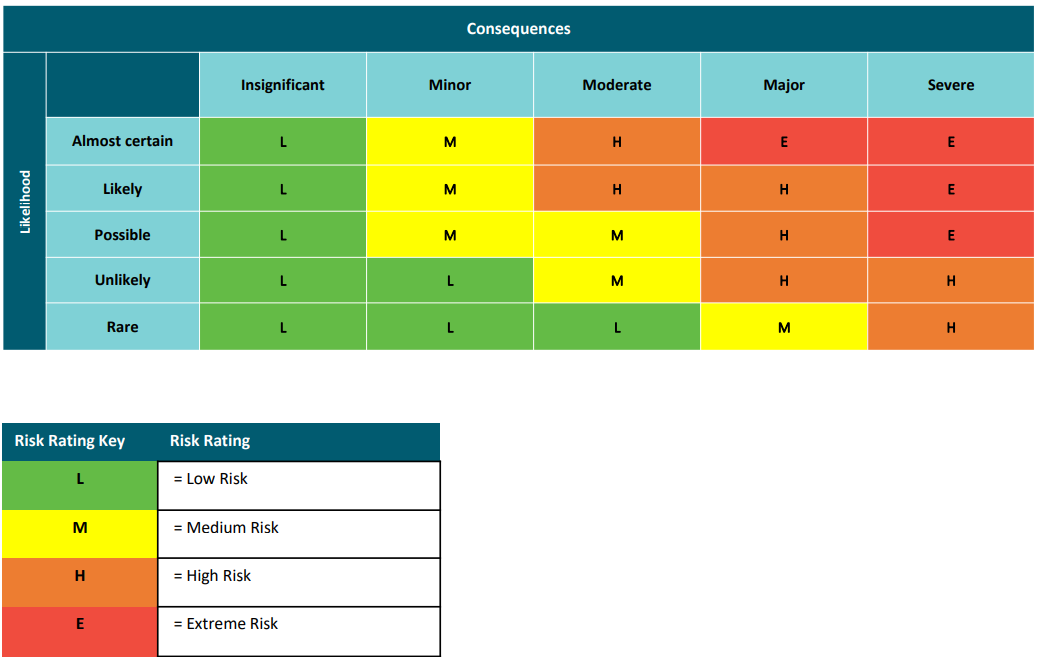 Consequences
Insignificant Minor Moderate Major Severe
Likelihood
Almost certain L M H E E
Likely L M H H E
Possible L M M H E
Unlikely L L M H H
Rare L L L M H
Risk Rating Key Risk Rating
L = Low Risk
M = Medium Risk
H = High Risk
E = Extreme Risk